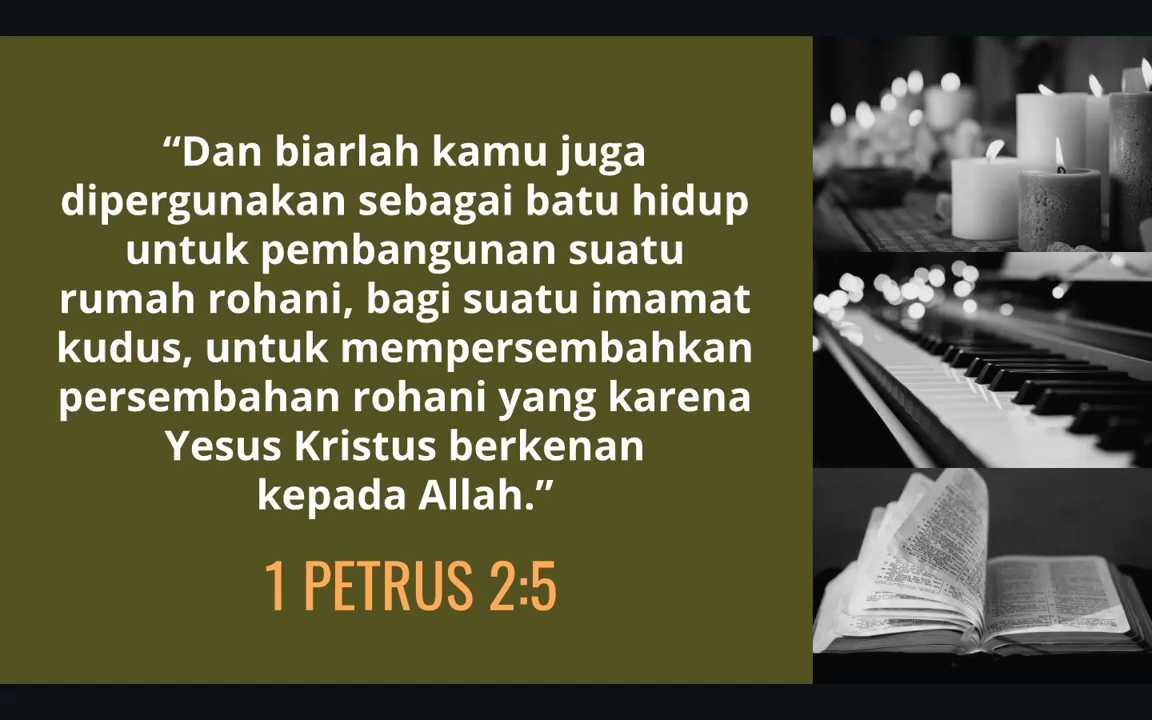 “Dan biarlah kamu juga
dipergunakan sebagai batu hidup
untuk pembangunan suatu
rumah rohani, bagi suatu imamat
kudus, untuk mempersembahkan
persembahan rohani yang karena
Yesus Kristus berkenan
kepada Allah.”
1 PETRUS 2:5